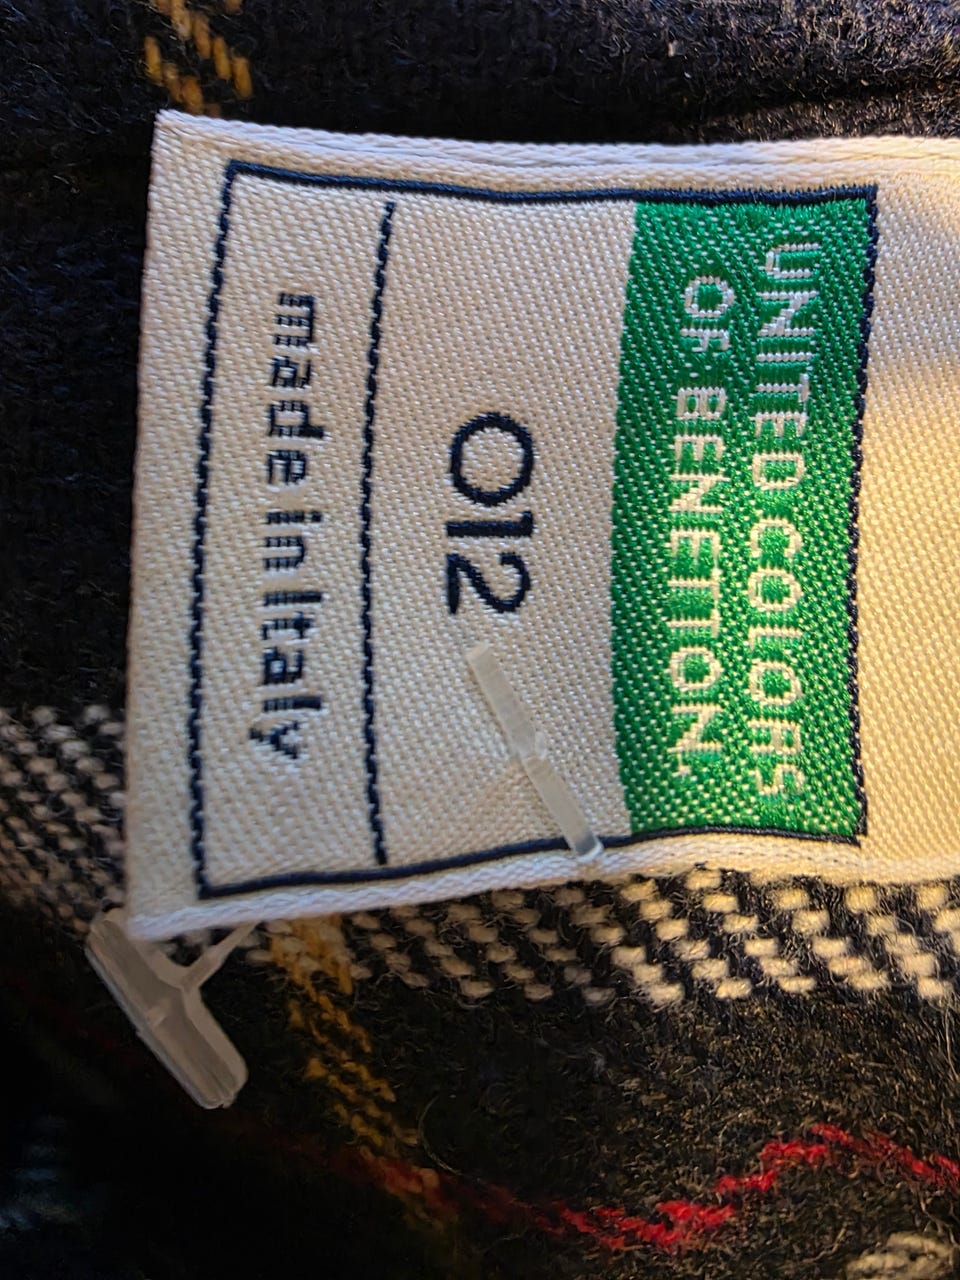 UNITED COLORS
OF BENETTON.
012
made in Italy